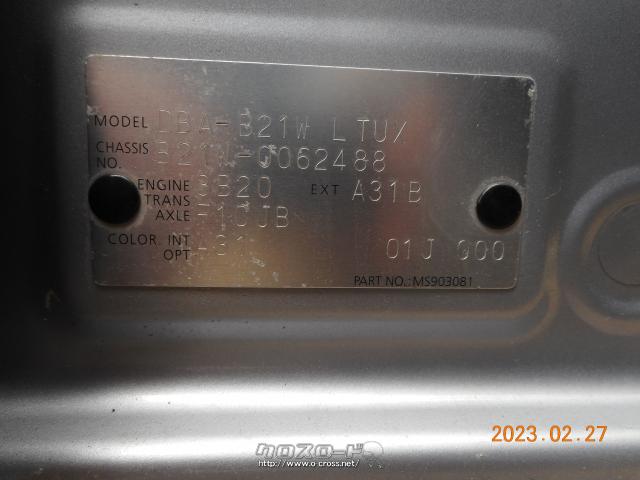 MODEL DBA-B21W LTUX
CHASSIS NO. B21W-0062488
ENGINE 3B20 EXT A31B
TRANS AXLE
COLOR. INT OPT 01J 000
PART NO.: MS903081
2023.02.27
クロスロード
http://www.o-cross.net/